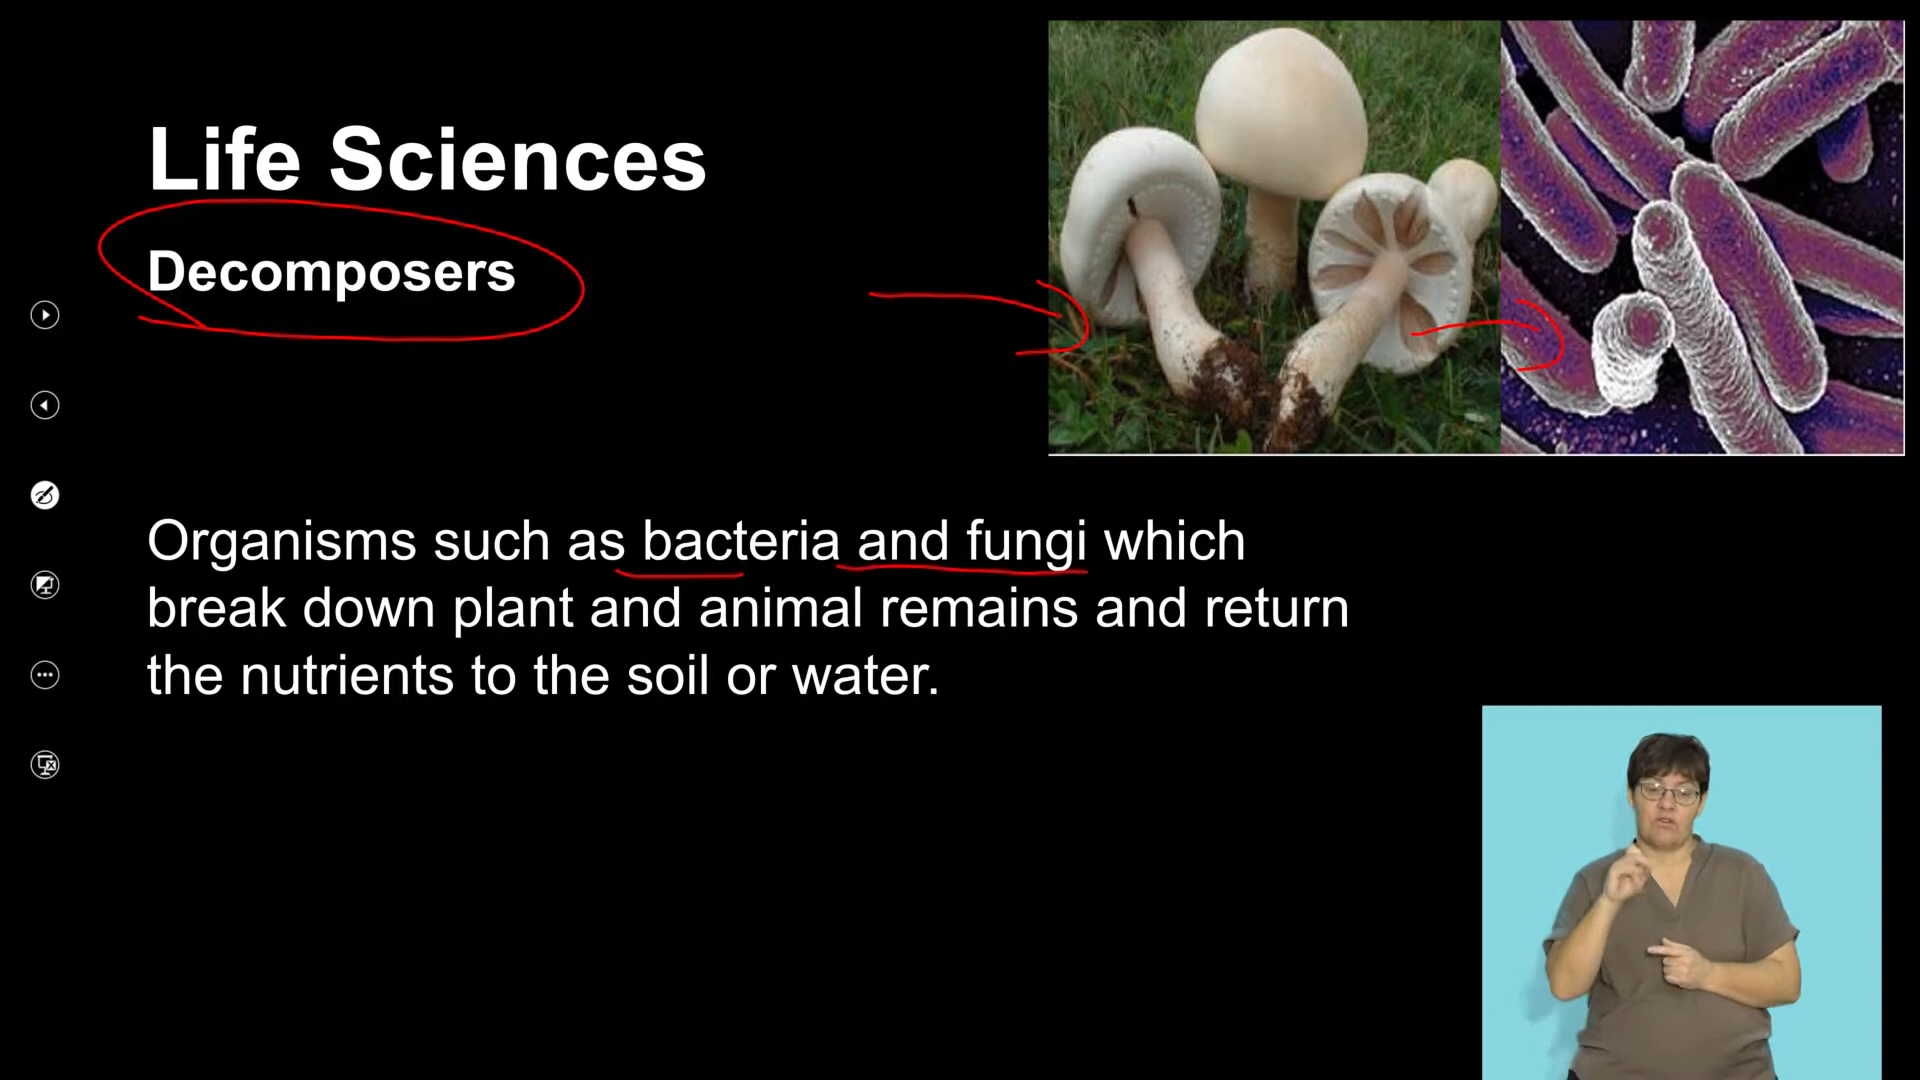 Life Sciences
Decomposers
Organisms such as bacteria and fungi which
break down plant and animal remains and return
the nutrients to the soil or water.